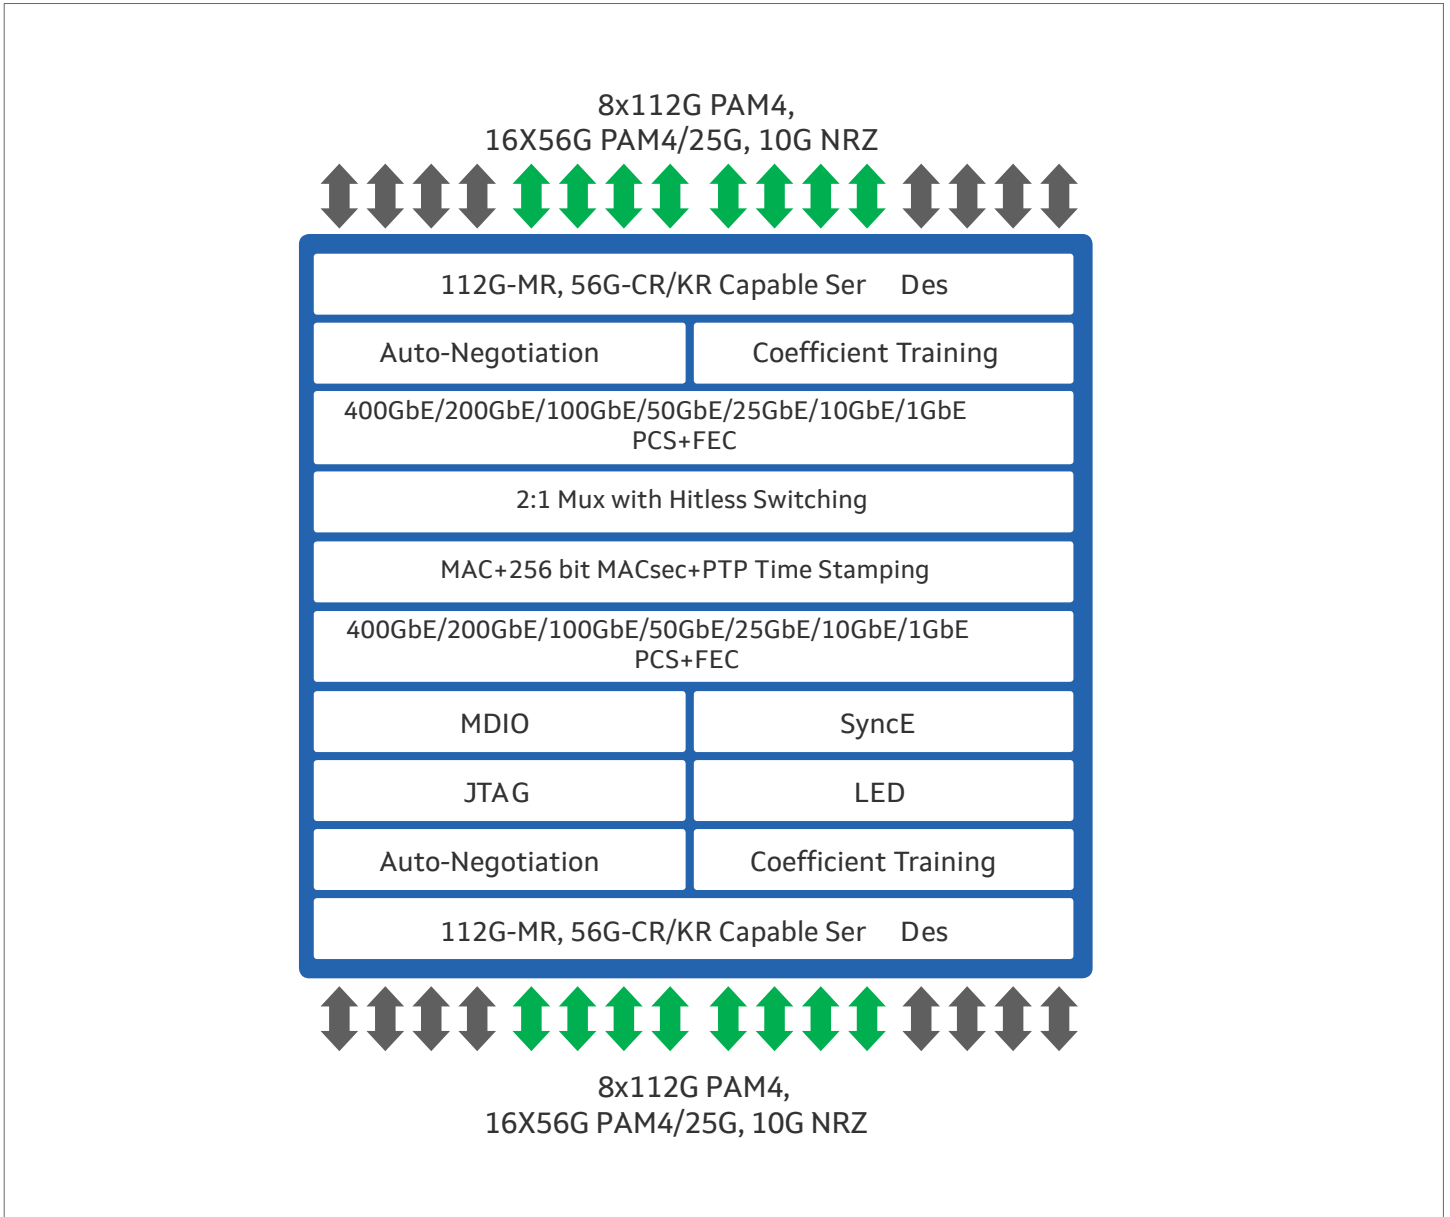 8x112G PAM4,
16X56G PAM4/25G, 10G NRZ
112G-MR, 56G-CR/KR Capable Ser Des
Auto-Negotiation
Coefficient Training
400GbE/200GbE/100GbE/50GbE/25GbE/10GbE/1GbE
PCS+FEC
2:1 Mux with Hitless Switching
MAC+256 bit MACsec+PTP Time Stamping
400GbE/200GbE/100GbE/50GbE/25GbE/10GbE/1GbE
PCS+FEC
MDIO
SyncE
JTAG
LED
Auto-Negotiation
Coefficient Training
112G-MR, 56G-CR/KR Capable Ser Des
8x112G PAM4,
16X56G PAM4/25G, 10G NRZ